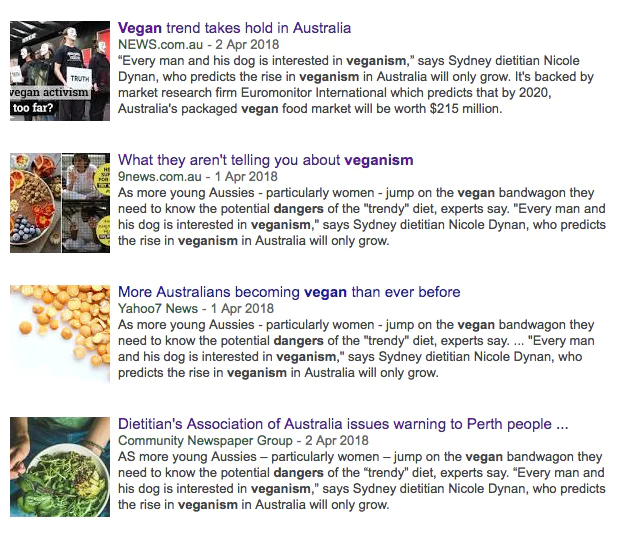 Vegan trend takes hold in Australia
NEWS.com.au - 2 Apr 2018
“Every man and his dog is interested in veganism,” says Sydney dietitian Nicole
Dynan, who predicts the rise in veganism in Australia will only grow. It's backed by
market research firm Euromonitor International which predicts that by 2020,
Australia's packaged vegan food market will be worth $215 million.
TRUTH
vegan activism
too far?
What they aren't telling you about veganism
9news.com.au - 1 Apr 2018
As more young Aussies - particularly women - jump on the vegan bandwagon they
need to know the potential dangers of the "trendy" diet, experts say. "Every man and
his dog is interested in veganism," says Sydney dietitian Nicole Dynan, who predicts
the rise in veganism in Australia will only grow.
More Australians becoming vegan than ever before
Yahoo7 News - 1 Apr 2018
As more young Aussies - particularly women - jump on the vegan bandwagon they
need to know the potential dangers of the "trendy" diet, experts say. ... "Every man
and his dog is interested in veganism," says Sydney dietitian Nicole Dynan, who
predicts the rise in veganism in Australia will only grow.
Dietitian's Association of Australia issues warning to Perth people ...
Community Newspaper Group - 2 Apr 2018
AS more young Aussies – particularly women – jump on the vegan bandwagon they
need to know the potential dangers of the “trendy” diet, experts say. “Every man and
his dog is interested in veganism,” says Sydney dietitian Nicole Dynan, who predicts
the rise in veganism in Australia will only grow.